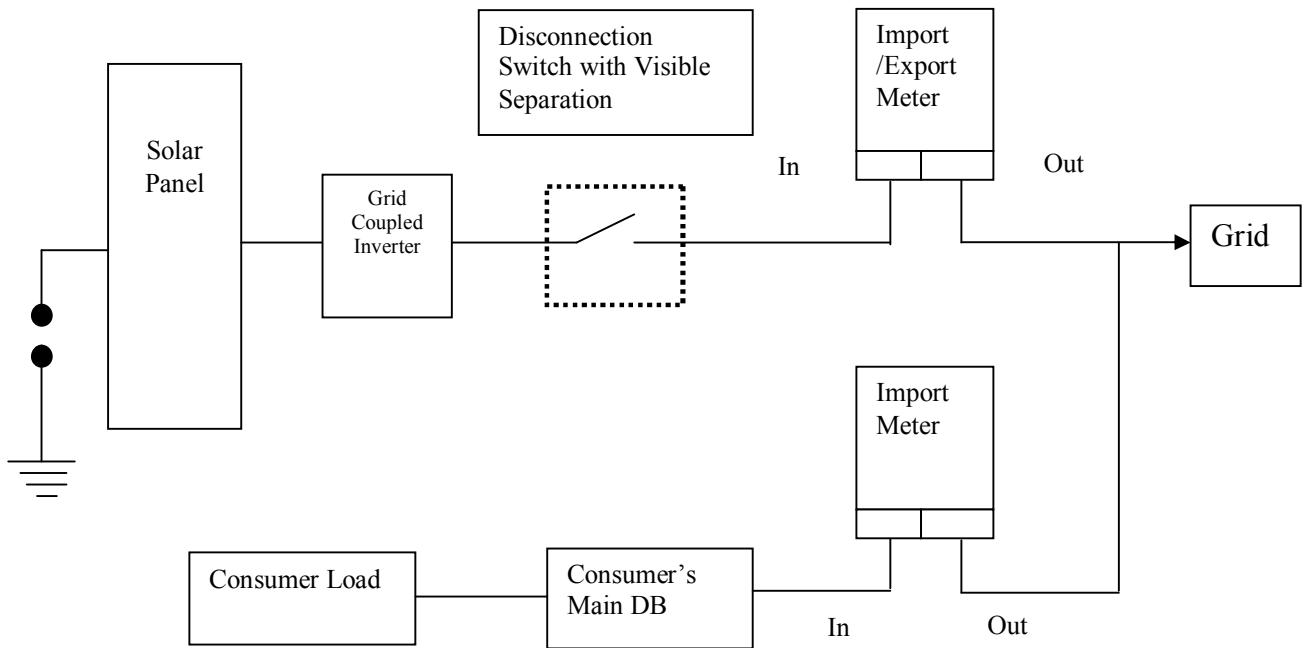 Disconnection
Switch with Visible
Separation
Import
/Export
Meter
Solar
Panel
In
Out
Grid
Coupled
Inverter
Grid
Import
Meter
Consumer Load
Consumer’s
Main DB
In
Out